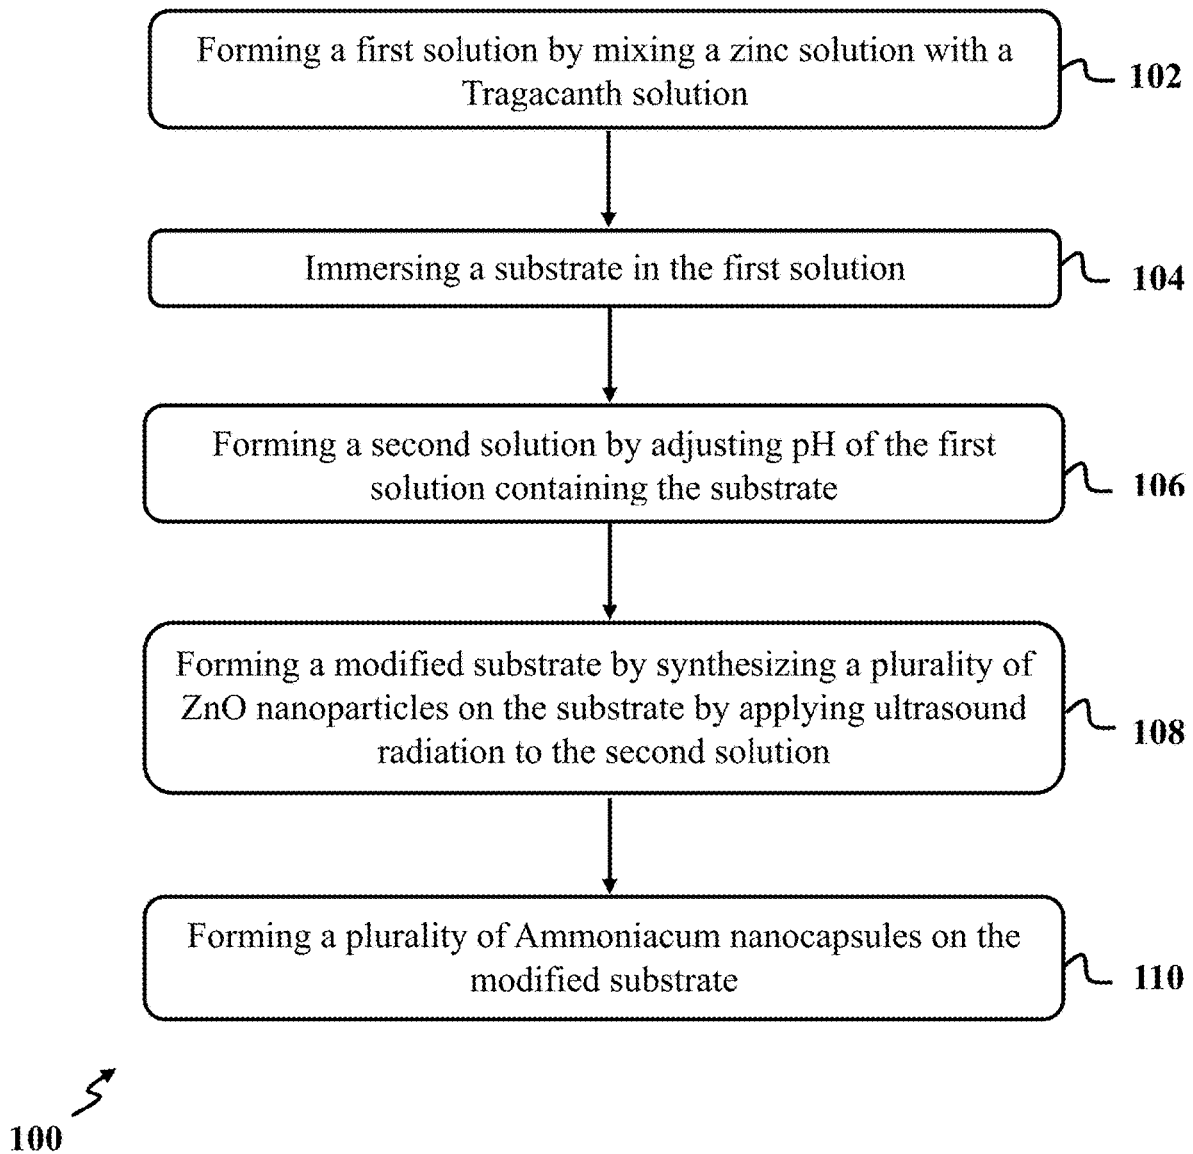 Forming a first solution by mixing a zinc solution with a
Tragacanth solution
102
Immersing a substrate in the first solution
104
Forming a second solution by adjusting pH of the first
solution containing the substrate
106
Forming a modified substrate by synthesizing a plurality of
ZnO nanoparticles on the substrate by applying ultrasound
radiation to the second solution
108
Forming a plurality of Ammoniacum nanocapsules on the
modified substrate
110
100